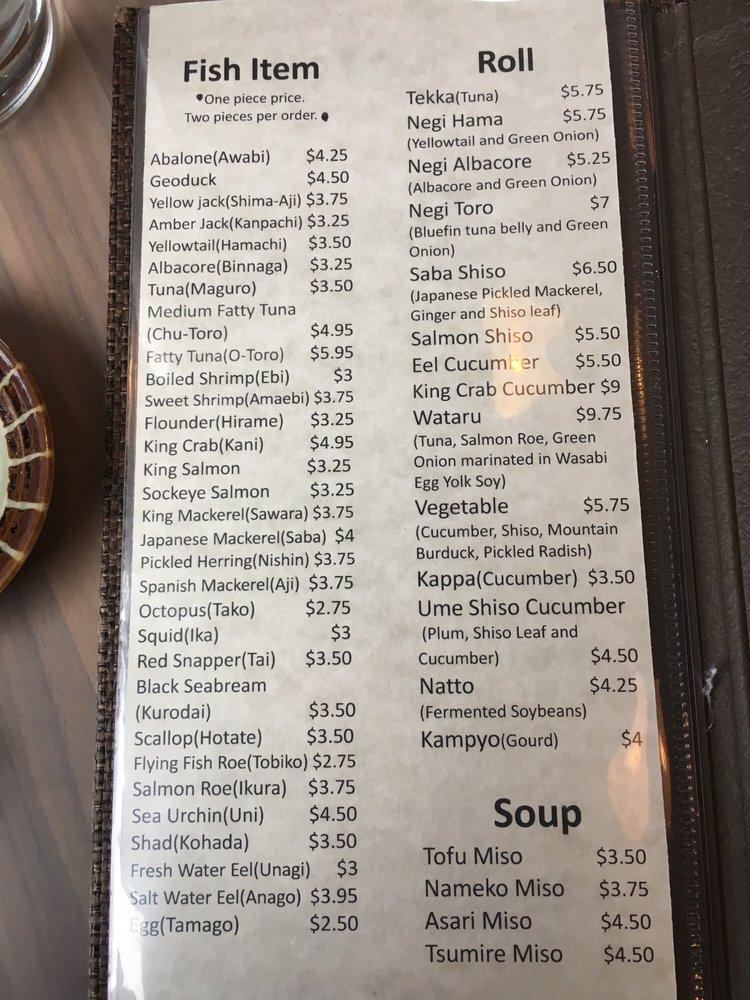 Fish Item
•One piece price.
Two pieces per order.•
Abalone(Awabi) $4.25
Geoduck $4.50
Yellow jack(Shima-Aji) $3.75
Amber Jack(Kanpachi) $3.25
Yellowtail(Hamachi) $3.50
Albacore(Binnaga) $3.25
Tuna(Maguro) $3.50
Medium Fatty Tuna
(Chu-Toro) $4.95
Fatty Tuna(O-Toro) $5.95
Boiled Shrimp(Ebi) $3
Sweet Shrimp(Amaebi) $3.75
Flounder(Hirame) $3.25
King Crab(Kani) $4.95
King Salmon $3.25
Sockeye Salmon $3.25
King Mackerel(Sawara) $3.75
Japanese Mackerel(Saba) $4
Pickled Herring(Nishin) $3.75
Spanish Mackerel(Aji) $3.75
Octopus(Tako) $2.75
Squid(Ika) $3
Red Snapper(Tai) $3.50
Black Seabream
(Kurodai) $3.50
Scallop(Hotate) $3.50
Flying Fish Roe(Tobiko) $2.75
Salmon Roe(Ikura) $3.75
Sea Urchin(Uni) $4.50
Shad(Kohada) $3.50
Fresh Water Eel(Unagi) $3
Salt Water Eel(Anago) $3.95
Egg(Tamago) $2.50
Roll
Tekka(Tuna) $5.75
Negi Hama $5.75
(Yellowtail and Green Onion)
Negi Albacore $5.25
(Albacore and Green Onion)
Negi Toro $7
(Bluefin tuna belly and Green
Onion)
Saba Shiso $6.50
(Japanese Pickled Mackerel,
Ginger and Shiso leaf)
Salmon Shiso $5.50
Eel Cucumber $5.50
King Crab Cucumber $9
Wataru $9.75
(Tuna, Salmon Roe, Green
Onion marinated in Wasabi
Egg Yolk Soy)
Vegetable $5.75
(Cucumber, Shiso, Mountain
Burduck, Pickled Radish)
Kappa(Cucumber) $3.50
Ume Shiso Cucumber
(Plum, Shiso Leaf and
Cucumber) $4.50
Natto $4.25
(Fermented Soybeans)
Kampyo(Gourd) $4
Soup
Tofu Miso $3.50
Nameko Miso $3.75
Asari Miso $4.50
Tsumire Miso $4.50